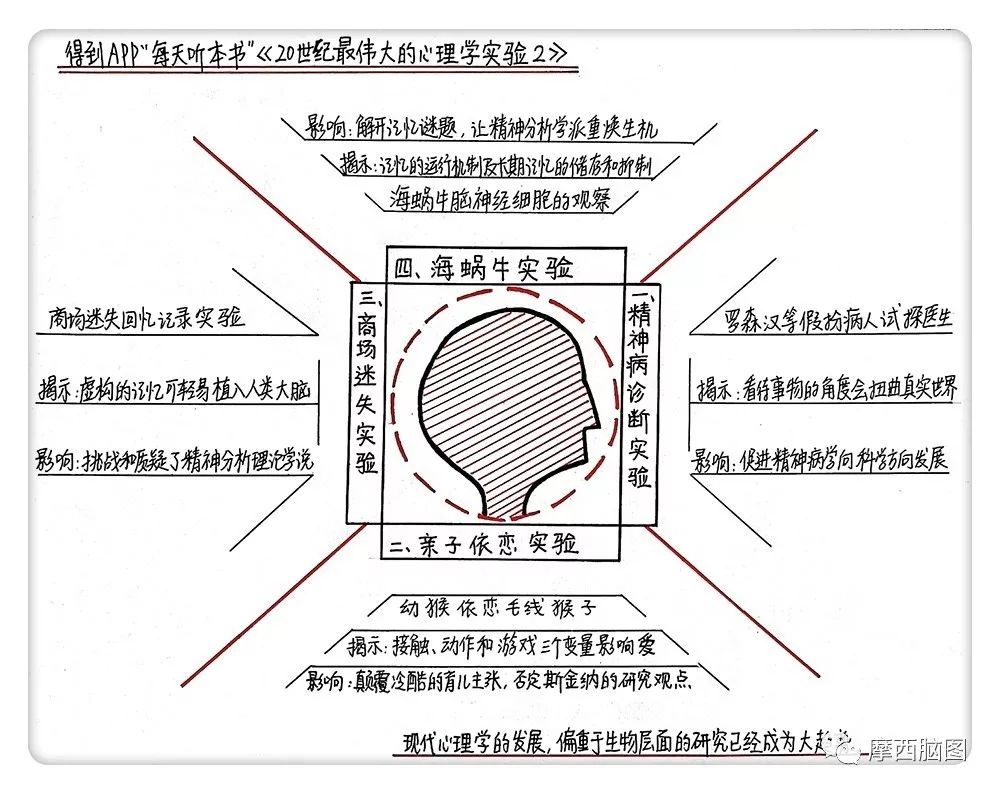 得到APP“每天听本书”《20世纪最伟大的心理学实验2》
影响：解开记忆谜题，让精神分析学派重焕生机
揭示：记忆的运行机制及长期记忆的储存和抑制
海蜗牛脑神经细胞的观察
四、海蜗牛实验
三、商场迷失实验
一、精神病诊断实验
二、亲子依恋实验
商场迷失回忆记录实验
揭示：虚构的记忆可轻易植入人类大脑
影响：挑战和质疑了精神分析理论学说
罗森汉等假扮病人试探医生
揭示：看待事物的角度会扭曲真实世界
影响：促进精神病学向科学方向发展
幼猴依恋毛线猴子
揭示：接触、动作和游戏三个变量影响爱
影响：颠覆冷酷的育儿主张，否定斯金纳的研究观点．
现代心理学的发展，偏重于生物层面的研究已经成为大
摩西脑图